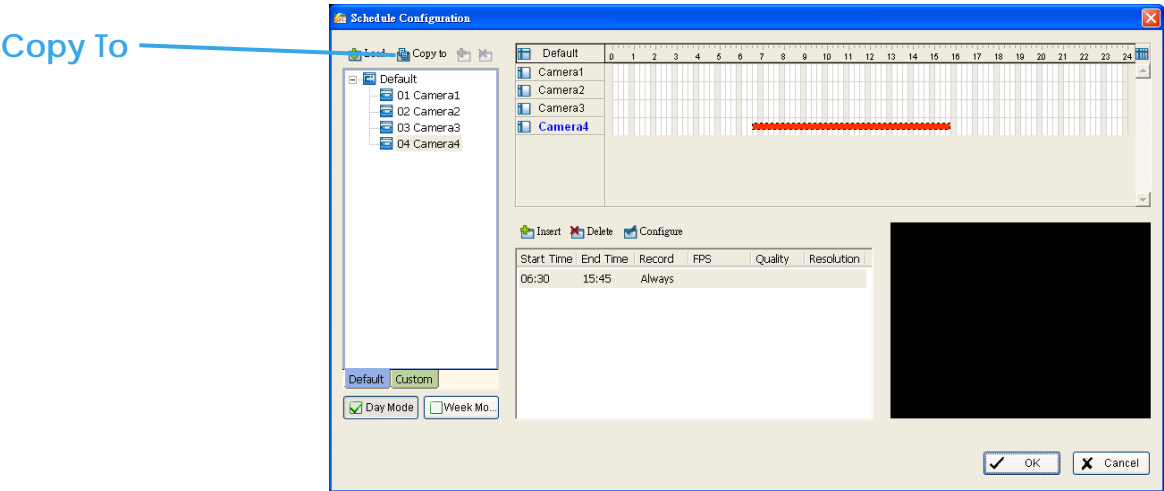 Schedule Configuration
Copy To
Load Copy to
Default
01 Camera1
02 Camera2
03 Camera3
04 Camera4
Default Custom
Day Mode Week Mo...
Default 0 1 2 3 4 5 6 7 8 9 10 11 12 13 14 15 16 17 18 19 20 21 22 23 24
Camera1
Camera2
Camera3
Camera4
Insert Delete Configure
Start Time End Time Record FPS Quality Resolution
06:30 15:45 Always
OK Cancel